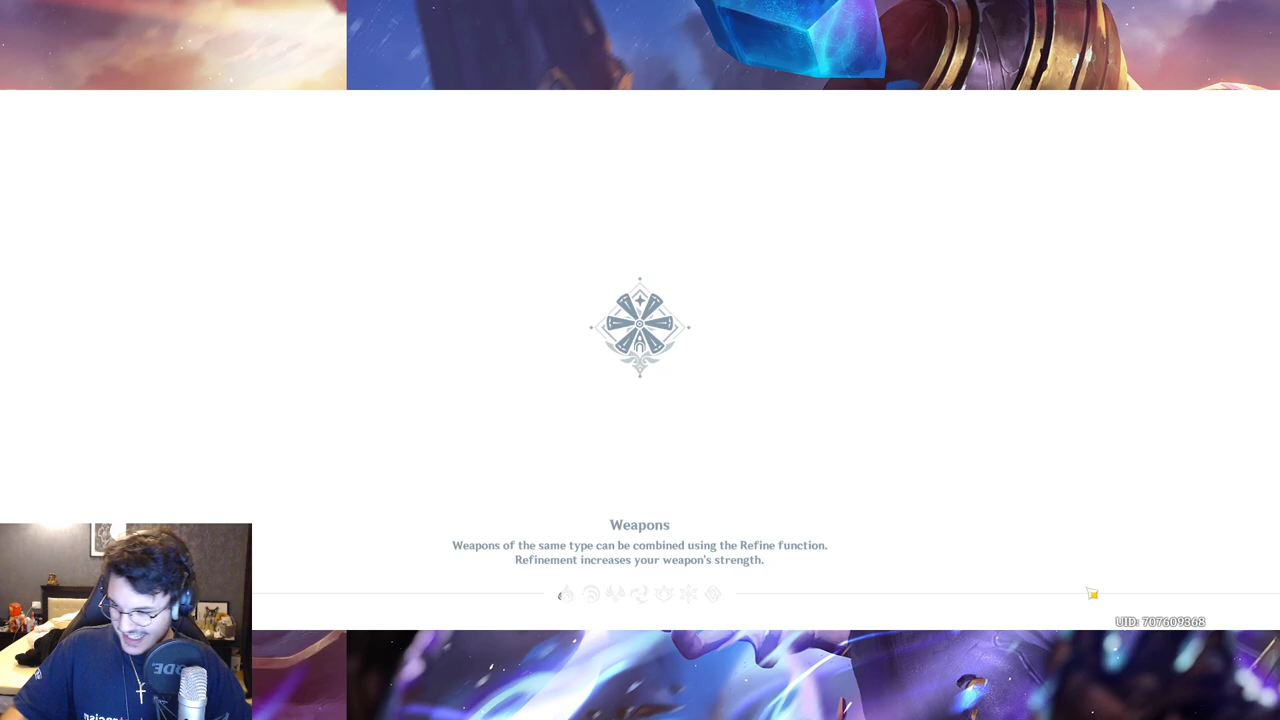 Weapons
Weapons of the same type can be combined using the Refine function.
Refinement increases your weapon's strength.
UID: 707609368